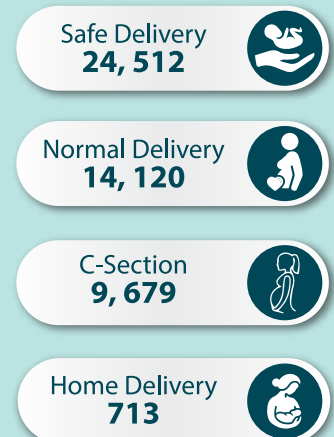 Safe Delivery
24, 512
Normal Delivery
14, 120
C-Section
9, 679
Home Delivery
713